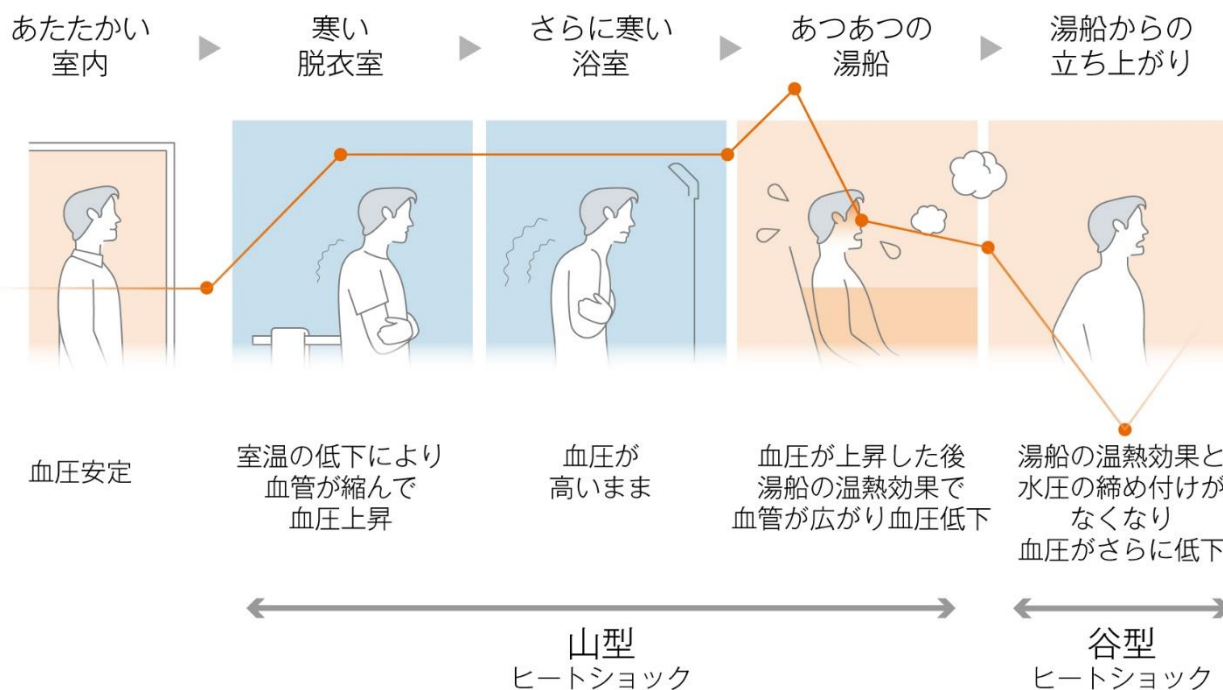 あたたかい
室内
寒い
脱衣室
さらに寒い
浴室
あつあつの
湯船
湯船からの
立ち上がり
血圧安定
室温の低下により
血管が縮んで
血圧上昇
血圧が
高いまま
血圧が上昇した後
湯船の温熱効果で
血管が広がり血圧低下
湯船の温熱効果と
水圧の締め付けが
なくなり
血圧がさらに低下
山型
ヒートショック
谷型
ヒートショック